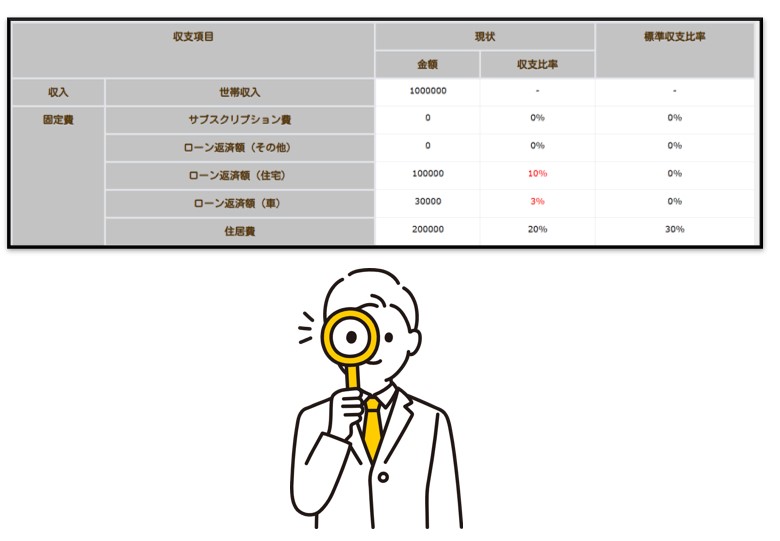 収支項目 現状 標準収支比率
金額 収支比率
収入 世帯収入 1000000 - -
固定費 サブスクリプション費 0 0% 0%
ローン返済額（その他） 0 0% 0%
ローン返済額（住宅） 100000 10% 0%
ローン返済額（車） 30000 3% 0%
住居費 200000 20% 30%